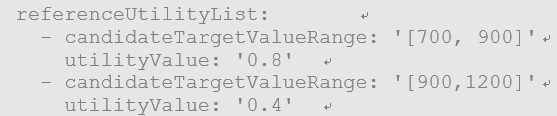 referenceUtilityList:
- candidateTargetValueRange: '[700, 900]'
utilityValue: '0.8'
- candidateTargetValueRange: '[900,1200]'
utilityValue: '0.4'